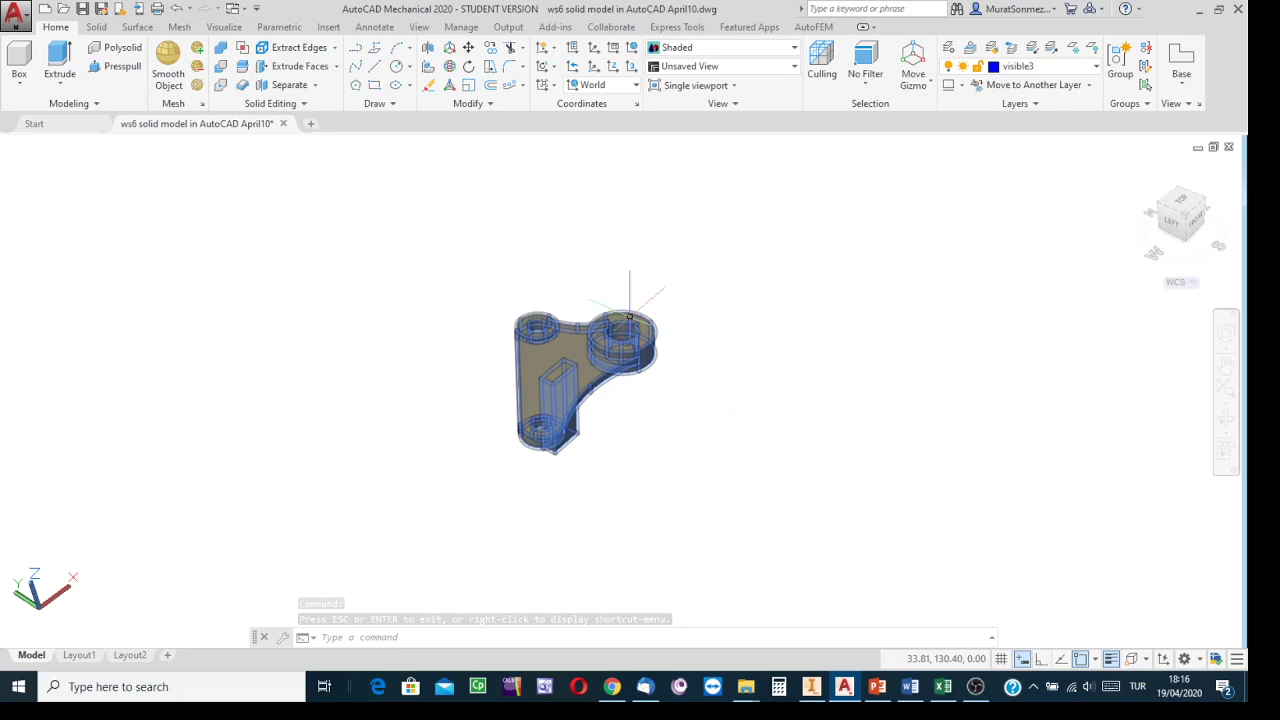 AutoCAD Mechanical 2020 - STUDENT VERSION ws6 solid model in AutoCAD April10.dwg Type a keyword or phrase MuratSonmez...
Home Solid Surface Mesh Visualize Parametric Insert Annotate View Manage Output Add-ins Collaborate Express Tools Featured Apps AutoFEM
Polysolid Extract Edges Shaded visible3
Presspull Extrude Faces Unsaved View
Box Extrude Smooth Object Separate World Single viewport Culling No Filter Move Gizmo Move to Another Layer Group Base
Modeling Mesh Solid Editing Draw Modify Coordinates View Selection Layers Groups View
Start ws6 solid model in AutoCAD April10*
TOP
LEFT FRONT
W S
WCS
Z
Y X
Command:
Press ESC or ENTER to exit, or right-click to display shortcut-menu.
Type a command
Model Layout1 Layout2 33.81, 130.40, 0.00
Type here to search TUR 18:16
19/04/2020 2